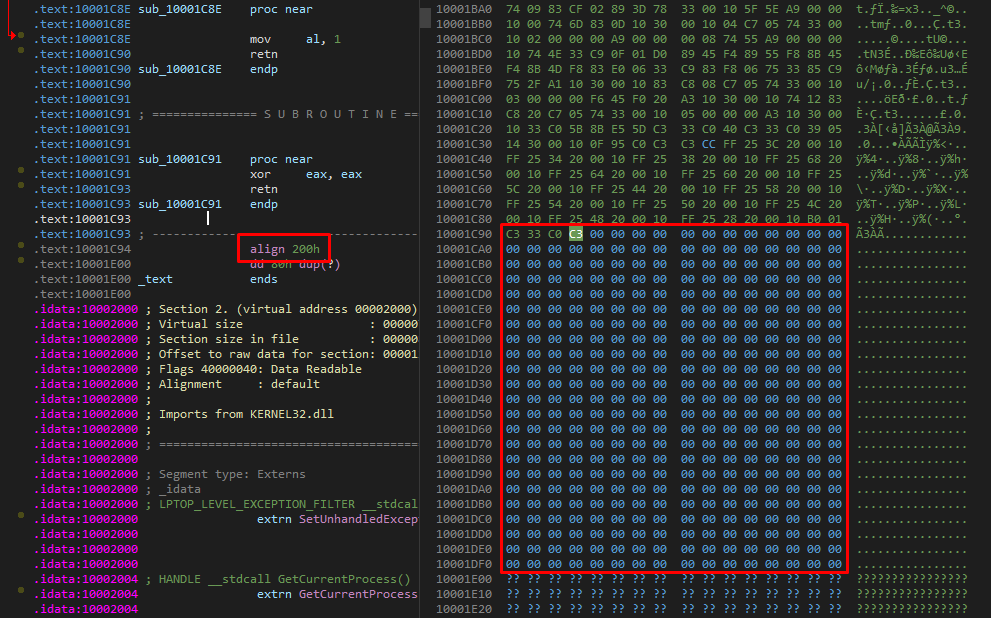 .text:10001C8E sub_10001C8E    proc near
.text:10001C8E
.text:10001C8E                 mov     al, 1
.text:10001C90                 retn
.text:10001C8E sub_10001C8E    endp
.text:10001C90
.text:10001C91
.text:10001C91 ; =============== S U B R O U T I N E ==
.text:10001C91
.text:10001C91
.text:10001C91 sub_10001C91    proc near
.text:10001C91                 xor     eax, eax
.text:10001C93                 retn
.text:10001C93 sub_10001C91    endp
.text:10001C93
.text:10001C93 ; ---------------------------------------
.text:10001C94                 align 200h
.text:10001E00                 dd 80h dup(?)
.text:10001E00 _text           ends
.text:10001E00
.idata:10002000 ; Section 2. (virtual address 00002000)
.idata:10002000 ; Virtual size                  : 00000
.idata:10002000 ; Section size in file          : 00000
.idata:10002000 ; Offset to raw data for section: 00001
.idata:10002000 ; Flags 40000040: Data Readable
.idata:10002000 ; Alignment     : default
.idata:10002000 ;
.idata:10002000 ; Imports from KERNEL32.dll
.idata:10002000 ;
.idata:10002000 ; =====================================
.idata:10002000
.idata:10002000 ; Segment type: Externs
.idata:10002000 ; _idata
.idata:10002000 ; LPTOP_LEVEL_EXCEPTION_FILTER __stdcal
.idata:10002000                 extrn SetUnhandledExcep
.idata:10002000
.idata:10002000
.idata:10002000
.idata:10002004 ; HANDLE __stdcall GetCurrentProcess()
.idata:10002004                 extrn GetCurrentProcess
.idata:10002004
10001BA0 74 09 83 CF 02 89 3D 78 33 00 10 5F 5E A9 00 00 t.ƒÏ.‰=x3.._^©..
10001BB0 10 00 74 6D 83 0D 10 30 00 10 04 C7 05 74 33 00 ..tmƒ..0...Ç.t3.
10001BC0 10 02 00 00 00 A9 00 00 00 08 74 55 A9 00 00 00 .....©....tU©...
10001BD0 10 74 4E 33 C9 0F 01 D0 89 45 F4 89 55 F8 8B 45 .tN3É..Ð‰Eô‰Uø‹E
10001BE0 F4 8B 4D F8 83 E0 06 33 C9 83 F8 06 75 33 85 C9 ô‹Møƒà.3Éƒø.u3…É
10001BF0 75 2F A1 10 30 00 10 83 C8 08 C7 05 74 33 00 10 u/¡.0..ƒÈ.Ç.t3..
10001C00 03 00 00 00 F6 45 F0 20 A3 10 30 00 10 74 12 83 ....öEð·£.0..t.ƒ
10001C10 C8 20 C7 05 74 33 00 10 05 00 00 00 A3 10 30 00 È·Ç.t3......£.0.
10001C20 10 33 C0 5B 8B E5 5D C3 33 C0 40 C3 33 C0 39 05 .3À[‹å]Ã3À@Ã3À9.
10001C30 14 30 00 10 0F 95 C0 C3 C3 CC FF 25 3C 20 00 10 .0...•ÀÃÃÌÿ%<·..
10001C40 FF 25 34 20 00 10 FF 25 38 20 00 10 FF 25 68 20 ÿ%4·..ÿ%8·..ÿ%h·
10001C50 00 10 FF 25 64 20 00 10 FF 25 60 20 00 10 FF 25 ..ÿ%d·..ÿ%`·..ÿ%
10001C60 5C 20 00 10 FF 25 44 20 00 10 FF 25 58 20 00 10 \·..ÿ%D·..ÿ%X·..
10001C70 FF 25 54 20 00 10 FF 25 50 20 00 10 FF 25 4C 20 ÿ%T·..ÿ%P·..ÿ%L·
10001C80 00 10 FF 25 48 20 00 10 FF 25 28 20 00 10 B0 01 ..ÿ%H·..ÿ%(·..°.
10001C90 C3 33 C0 C3 00 00 00 00 00 00 00 00 00 00 00 00 Ã3ÀÃ............
10001CA0 00 00 00 00 00 00 00 00 00 00 00 00 00 00 00 00 ................
10001CB0 00 00 00 00 00 00 00 00 00 00 00 00 00 00 00 00 ................
10001CC0 00 00 00 00 00 00 00 00 00 00 00 00 00 00 00 00 ................
10001CD0 00 00 00 00 00 00 00 00 00 00 00 00 00 00 00 00 ................
10001CE0 00 00 00 00 00 00 00 00 00 00 00 00 00 00 00 00 ................
10001CF0 00 00 00 00 00 00 00 00 00 00 00 00 00 00 00 00 ................
10001D00 00 00 00 00 00 00 00 00 00 00 00 00 00 00 00 00 ................
10001D10 00 00 00 00 00 00 00 00 00 00 00 00 00 00 00 00 ................
10001D20 00 00 00 00 00 00 00 00 00 00 00 00 00 00 00 00 ................
10001D30 00 00 00 00 00 00 00 00 00 00 00 00 00 00 00 00 ................
10001D40 00 00 00 00 00 00 00 00 00 00 00 00 00 00 00 00 ................
10001D50 00 00 00 00 00 00 00 00 00 00 00 00 00 00 00 00 ................
10001D60 00 00 00 00 00 00 00 00 00 00 00 00 00 00 00 00 ................
10001D70 00 00 00 00 00 00 00 00 00 00 00 00 00 00 00 00 ................
10001D80 00 00 00 00 00 00 00 00 00 00 00 00 00 00 00 00 ................
10001D90 00 00 00 00 00 00 00 00 00 00 00 00 00 00 00 00 ................
10001DA0 00 00 00 00 00 00 00 00 00 00 00 00 00 00 00 00 ................
10001DB0 00 00 00 00 00 00 00 00 00 00 00 00 00 00 00 00 ................
10001DC0 00 00 00 00 00 00 00 00 00 00 00 00 00 00 00 00 ................
10001DD0 00 00 00 00 00 00 00 00 00 00 00 00 00 00 00 00 ................
10001DE0 00 00 00 00 00 00 00 00 00 00 00 00 00 00 00 00 ................
10001DF0 00 00 00 00 00 00 00 00 00 00 00 00 00 00 00 00 ................
10001E00 ?? ?? ?? ?? ?? ?? ?? ?? ?? ?? ?? ?? ?? ?? ?? ?? ????????????????
10001E10 ?? ?? ?? ?? ?? ?? ?? ?? ?? ?? ?? ?? ?? ?? ?? ?? ????????????????
10001E20 ?? ?? ?? ?? ?? ?? ?? ?? ?? ?? ?? ?? ?? ?? ?? ?? ????????????????